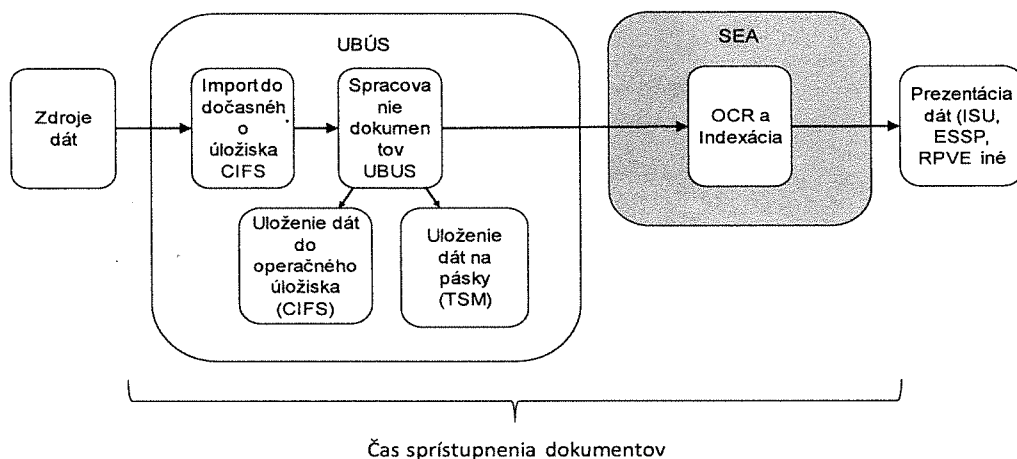 UBÚS
SEA
Zdroje
dát
Import do
dočasnéh
o
úložiska
CIFS
Spracova
nie
dokumen
tov
UBUS
OCR a
Indexácia
Prezentácia
dát (ISU,
ESSP,
RPVE iné
Uloženie dát
do
operačného
úložiska
(CIFS)
Uloženie
dát na
pásky
(TSM)
Čas sprístupnenia dokumentov